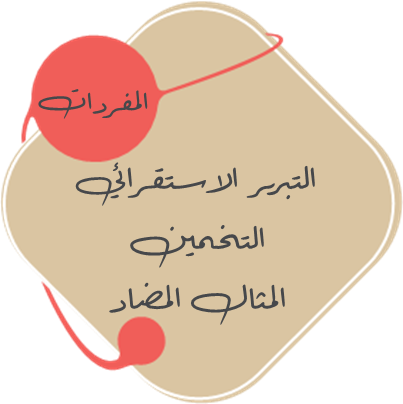 المفردات
التبرير الاستقرائي
التخمين
المثال المضاد